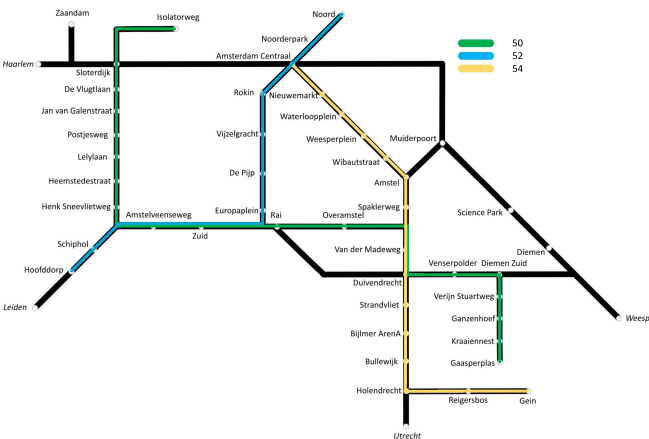 Zaandam
Isolatorweg
Noord
50
52
54
Noorderpark
Amsterdam Centraal
Haarlem
Sloterdijk
De Vlugtlaan
Rokin
Nieuwemarkt
Jan van Galenstraat
Waterloopplein
Postjesweg
Vijzelgracht
Weesperplein
Muiderpoort
Lelylaan
Wibautstraat
De Pijp
Heemstedestraat
Amstel
Henk Sneevlietweg
Spaklerweg
Science Park
Amstelveenseweg
Europaplein
Rai
Overamstel
Zuid
Schiphol
Van der Madeweg
Diemen
Hoofddorp
Venserpolder
Diemen Zuid
Duivendrecht
Verijn Stuartweg
Leiden
Strandvliet
Ganzenhoef
Weesp
Bijlmer ArenA
Kraaiennest
Bullewijk
Gaasperplas
Holendrecht
Reigersbos
Gein
Utrecht